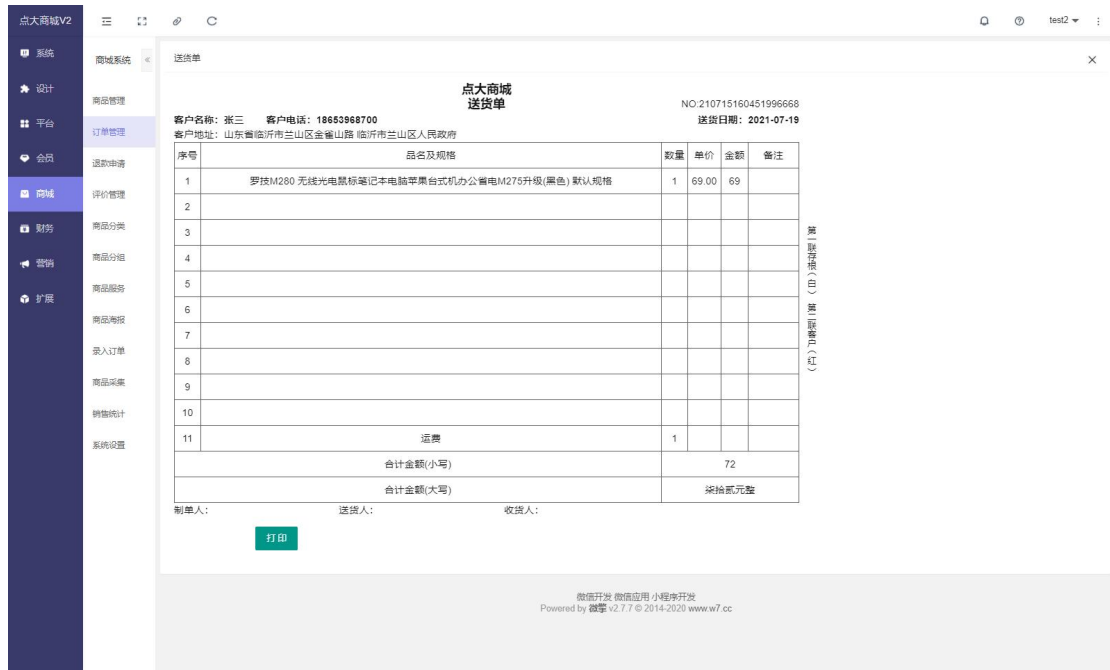 点大商城V2
test2
系统
设计
平台
会员
商城
财务
营销
扩展
商城系统
商品管理
订单管理
退款申请
评价管理
商品分类
商品分组
商品服务
商品海报
录入订单
商品采集
销售统计
系统设置
送货单
点大商城
送货单
NO:210715160451996668
客户名称：张三 客户电话：18653968700 送货日期：2021-07-19
客户地址：山东省临沂市兰山区金雀山路 临沂市兰山区人民政府
序号 品名及规格 数量 单价 金额 备注
1 罗技M280 无线光电鼠标笔记本电脑苹果台式机办公省电M275升级(黑色) 默认规格 1 69.00 69
2
3
4
5
6
7
8
9
10
11 运费 1
合计金额(小写) 72
合计金额(大写) 柒拾贰元整
第一联存根(白) 第二联客户(红)
制单人： 送货人： 收货人：
打印
微信开发 微信应用 小程序开发
Powered by 微擎 v2.7.7 © 2014-2020 www.w7.cc